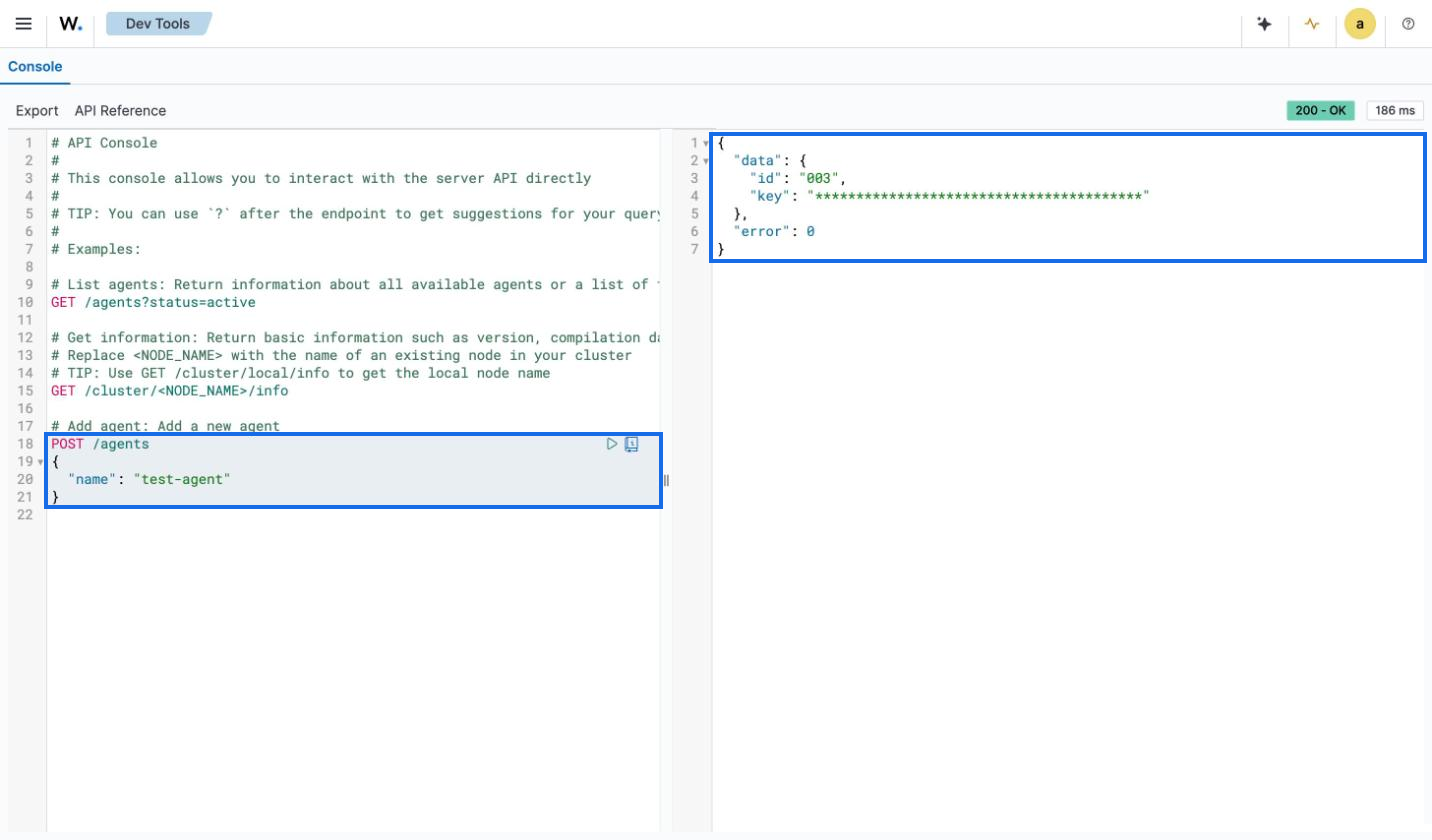 W. Dev Tools a
Console
Export API Reference 200 - OK 186 ms
1 # API Console
2 #
3 # This console allows you to interact with the server API directly
4 #
5 # TIP: You can use `?` after the endpoint to get suggestions for your query
6 #
7 # Examples:
8
9 # List agents: Return information about all available agents or a list of
10 GET /agents?status=active
11
12 # Get information: Return basic information such as version, compilation da
13 # Replace <NODE_NAME> with the name of an existing node in your cluster
14 # TIP: Use GET /cluster/local/info to get the local node name
15 GET /cluster/<NODE_NAME>/info
16
17 # Add agent: Add a new agent
18 POST /agents
19 {
20 "name": "test-agent"
21 }
22
1 {
2 "data": {
3 "id": "003",
4 "key": "****************************************"
5 },
6 "error": 0
7 }